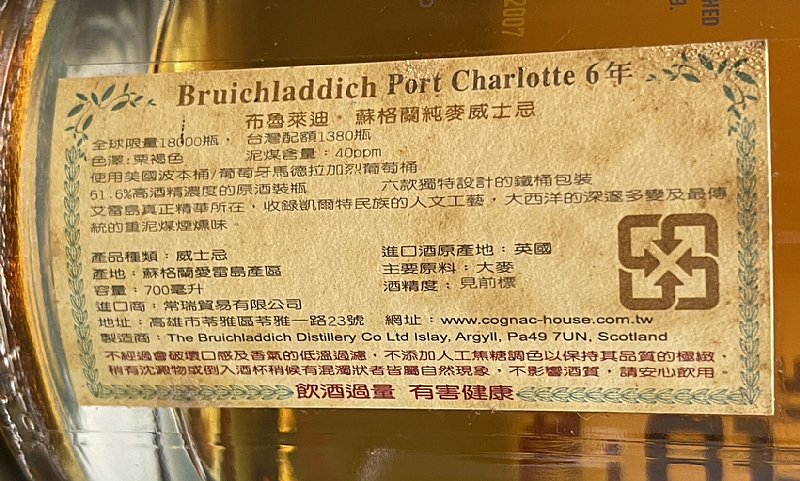 2007
HED
9.
Bruichladdich Port Charlotte 6年
布魯萊迪．蘇格蘭純麥威士忌
全球限量18000瓶， 台灣配額1380瓶
色澤:栗褐色 泥煤含量：40ppm
使用美國波本桶/葡萄牙馬德拉加烈葡萄桶
61.6%高酒精濃度的原酒裝瓶 六款獨特設計的鐵桶包裝
艾雷島真正精華所在，收錄凱爾特民族的人文工藝，大西洋的深邃多變及最傳
統的重泥煤煙燻味。
產品種類：威士忌 進口酒原產地：英國
產地：蘇格蘭愛雷島產區 主要原料：大麥
容量：700毫升 酒精度：見前標
進口商：常瑞貿易有限公司
地址：高雄市苓雅區苓雅一路23號 網址：www.cognac-house.com.tw
製造商：The Bruichladdich Distillery Co Ltd Islay, Argyll, Pa49 7UN, Scotland
不經過會破壞口感及香氣的低溫過濾，不添加人工焦糖調色以保持其品質的極緻，
稍有沈澱物或倒入酒杯稍候有混濁狀者皆屬自然現象，不影響酒質，請安心飲用。
飲酒過量 有害健康